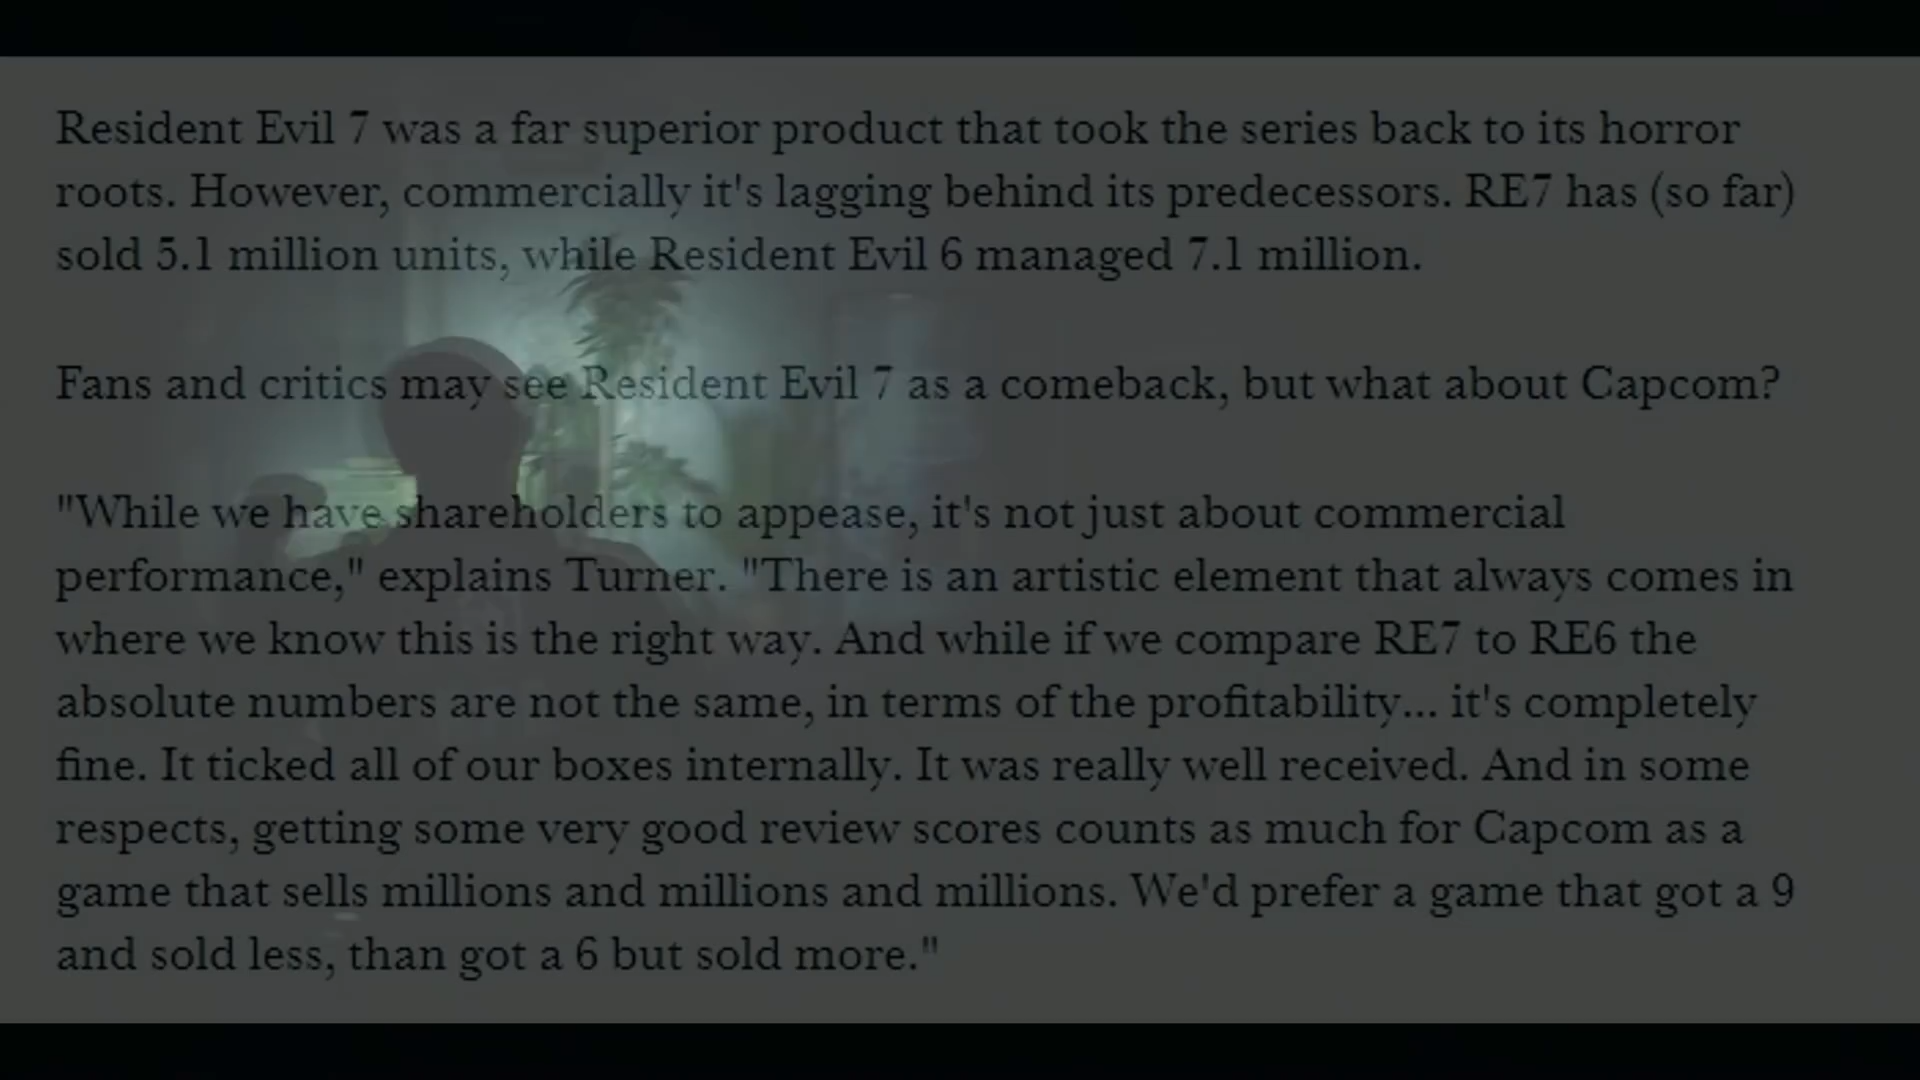 Resident Evil 7 was a far superior product that took the series back to its horror
roots. However, commercially it's lagging behind its predecessors. RE7 has (so far)
sold 5.1 million units, while Resident Evil 6 managed 7.1 million.
Fans and critics may see Resident Evil 7 as a comeback, but what about Capcom?
"While we have shareholders to appease, it's not just about commercial
performance," explains Turner. "There is an artistic element that always comes in
where we know this is the right way. And while if we compare RE7 to RE6 the
absolute numbers are not the same, in terms of the profitability... it's completely
fine. It ticked all of our boxes internally. It was really well received. And in some
respects, getting some very good review scores counts as much for Capcom as a
game that sells millions and millions and millions. We'd prefer a game that got a 9
and sold less, than got a 6 but sold more."